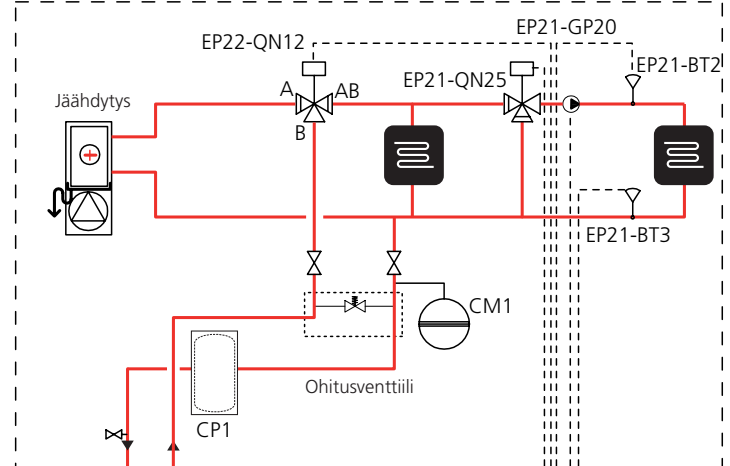 EP21-GP20
EP22-QN12
EP21-BT2
EP21-QN25
Jäähdytys
A
AB
B
EP21-BT3
CM1
Ohitusventtiili
CP1